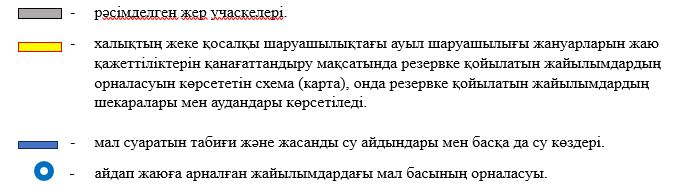 - рәсімделген жер учаскелері.
- халықтың жеке қосалқы шаруашылықтағы ауыл шаруашылығы жануарларын жаю
қажеттіліктерін қанағаттандыру мақсатында резервке қойылатын жайылымдардың
орналасуын көрсететін схема (карта), онда резервке қойылатын жайылымдардың
шекаралары мен аудандары көрсетіледі.
- мал суаратын табиғи және жасанды су айдындары мен басқа да су көздері.
- айдап жаюға арналған жайылымдардағы мал басының орналасуы.